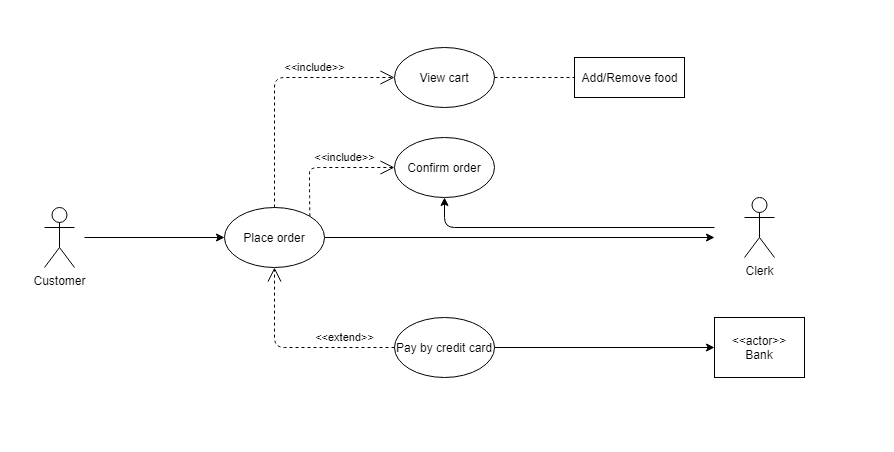 <<include>>
View cart
Add/Remove food
<<include>>
Confirm order
Place order
Customer
Clerk
<<extend>>
Pay by credit card
<<actor>>
Bank